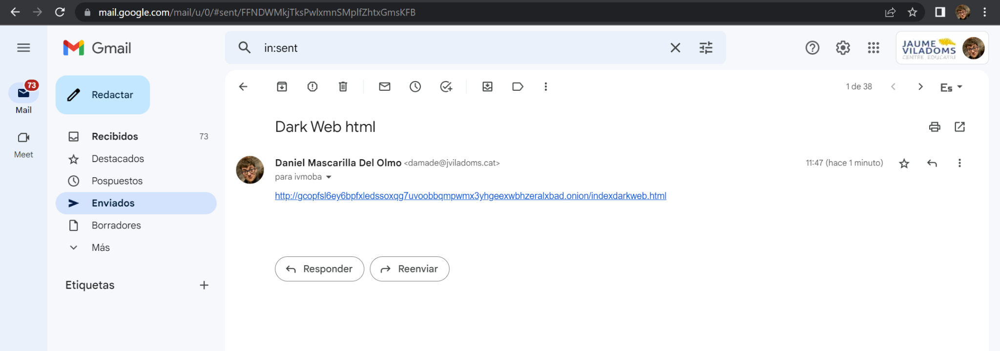 mail.google.com/mail/u/0/#sent/FFNDWMkjTksPwlxmnSMplfZhtxGmsKFB
Gmail
in:sent
JAUME
VILADOMS
CENTRE EDUCATIU
73
Mail
Meet
Redactar
Recibidos 73
Destacados
Pospuestos
Enviados
Borradores
Más
Etiquetas
1 de 38
Es
Dark Web html
Daniel Mascarilla Del Olmo <damade@jviladoms.cat>
11:47 (hace 1 minuto)
para ivmoba
http://gcopfsl6ey6bpfxledssoxqg7uvoobbqmpwmx3yhgeexwbhzeralxbad.onion/indexdarkweb.html
Responder
Reenviar